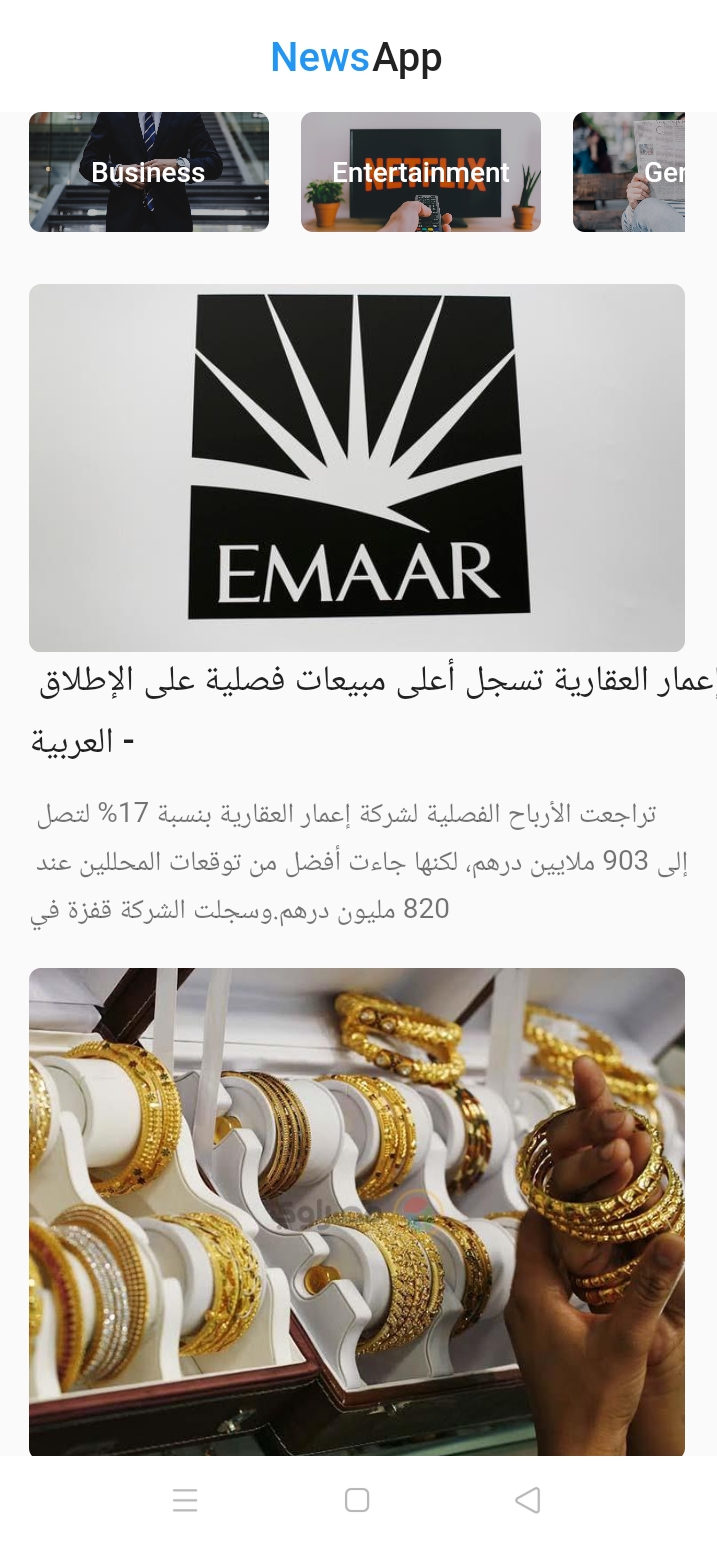 NewsApp
Business
Entertainment
NETFLIX
Ger
EMAAR
إعمار العقارية تسجل أعلى مبيعات فصلية على الإطلاق
- العربية
تراجعت الأرباح الفصلية لشركة إعمار العقارية بنسبة 17% لتصل
إلى 903 ملايين درهم، لكنها جاءت أفضل من توقعات المحللين عند
820 مليون درهم.وسجلت الشركة قفزة في